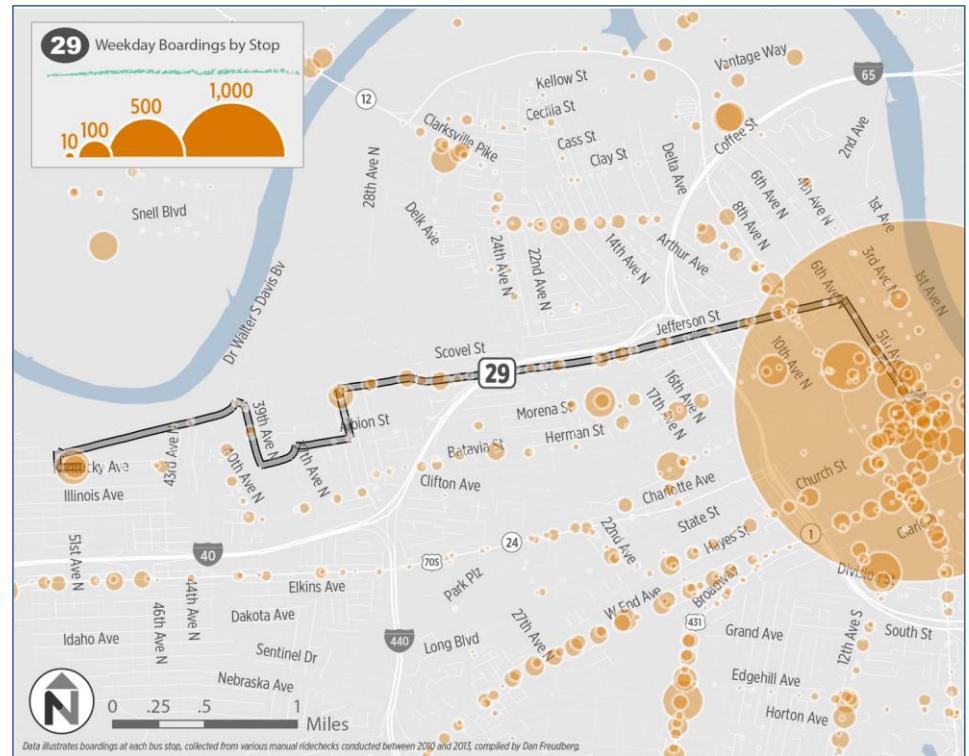 29 Weekday Boardings by Stop
10
100
500
1,000
Vantage Way
65
Kellow St
12
Cecilia St
Coffee St
2nd Ave
Clarksville Pike
Cass St
Clay St
Delta Ave
28th Ave N
6th Ave N
4th Ave N
1st Ave
Snell Blvd
Delk Ave
8th Ave N
24th Ave N
22nd Ave N
14th Ave N
Arthur Ave
3rd Ave N
1st Ave N
6th Ave N
Dr Walter S Davis Bv
Jefferson St
Scovel St
5th Av
10th Ave N
29
39th Ave N
Albion St
Morena St
16th Ave N
17th Ave N
Herman St
43rd Ave N
40th Ave N
Batavia St
Church St
Illinois Ave
Clifton Ave
Charlotte Ave
State St
Hayes St
1
51st Ave N
40
24
22nd Ave
70S
Elkins Ave
Park Plz
Division St
44th Ave N
46th Ave N
Broadway
W End Ave
Dakota Ave
431
Idaho Ave
440
Long Blvd
27th Ave N
Grand Ave
12th Ave S
South St
Sentinel Dr
Nebraska Ave
Edgehill Ave
Horton Ave
N
0 .25 .5 1
Miles
Data illustrates boardings at each bus stop, collected from various manual ridechecks conducted between 2010 and 2013, compiled by Dan Freudberg.